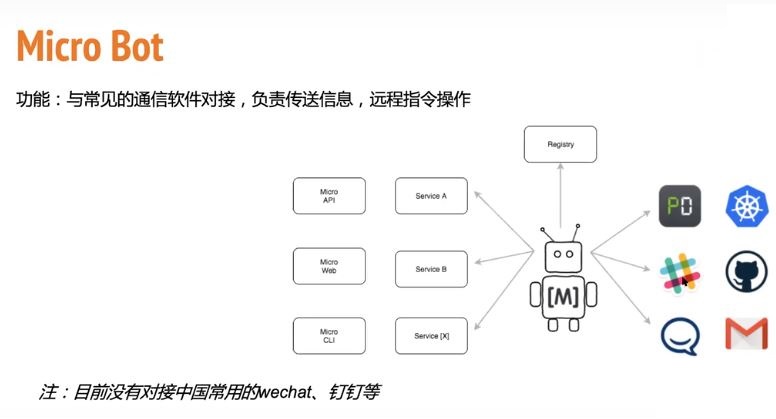 Micro Bot
功能：与常见的通信软件对接，负责传送信息，远程指令操作
Registry
Micro
API
Service A
Micro
Web
Service B
Micro
CLI
Service [X]
[M]
PD
注：目前没有对接中国常用的wechat、钉钉等